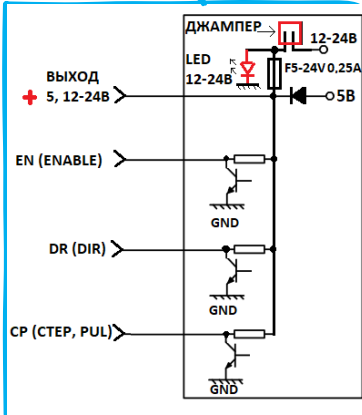 ДЖАМПЕР
12-24В
LED
12-24В
F5-24V 0,25A
ВЫХОД
+ 5, 12-24В
5В
EN (ENABLE)
GND
DR (DIR)
GND
CP (СТЕР, PUL)
GND